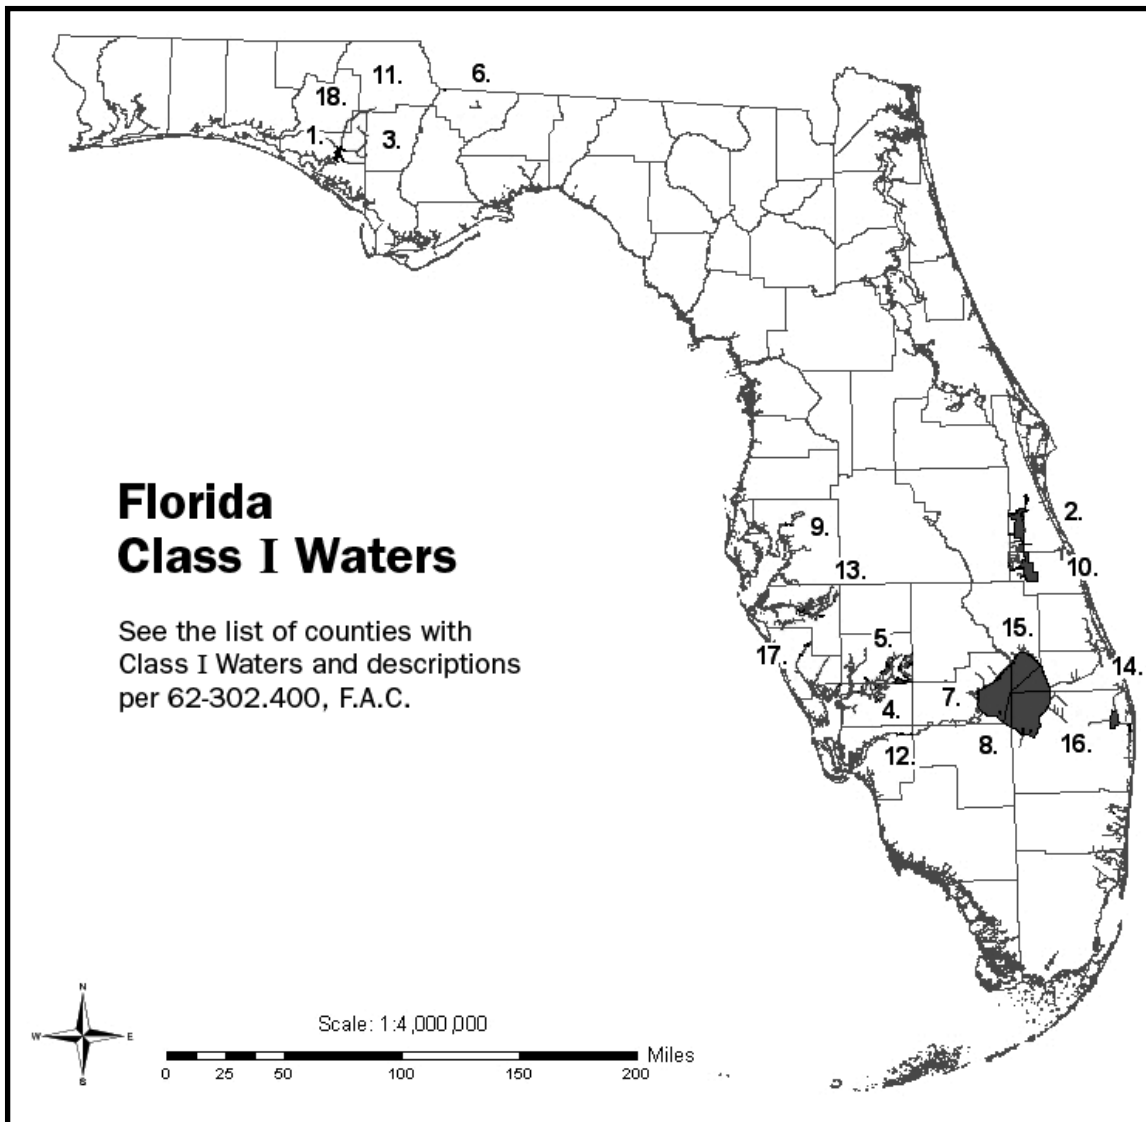 6.
11.
18.
1.
3.
Florida
Class I Waters
See the list of counties with
Class I Waters and descriptions
per 62-302.400, F.A.C.
2.
9.
13.
10.
15.
5.
17.
14.
7.
4.
8.
16.
12.
N
W
E
S
Scale: 1:4,000,000
Miles
0 25 50 100 150 200